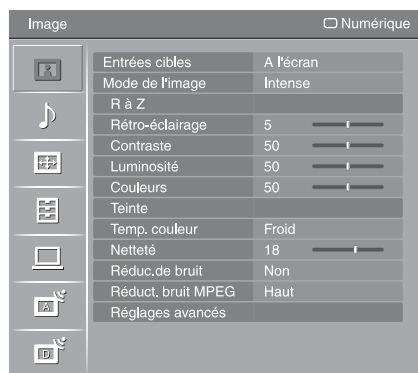 Image Numérique
Entrées cibles A l'écran
Mode de l'image Intense
R à Z
Rétro-éclairage 5
Contraste 50
Luminosité 50
Couleurs 50
Teinte
Temp. couleur Froid
Netteté 18
Réduc.de bruit Non
Réduct. bruit MPEG Haut
Réglages avancés
A
D